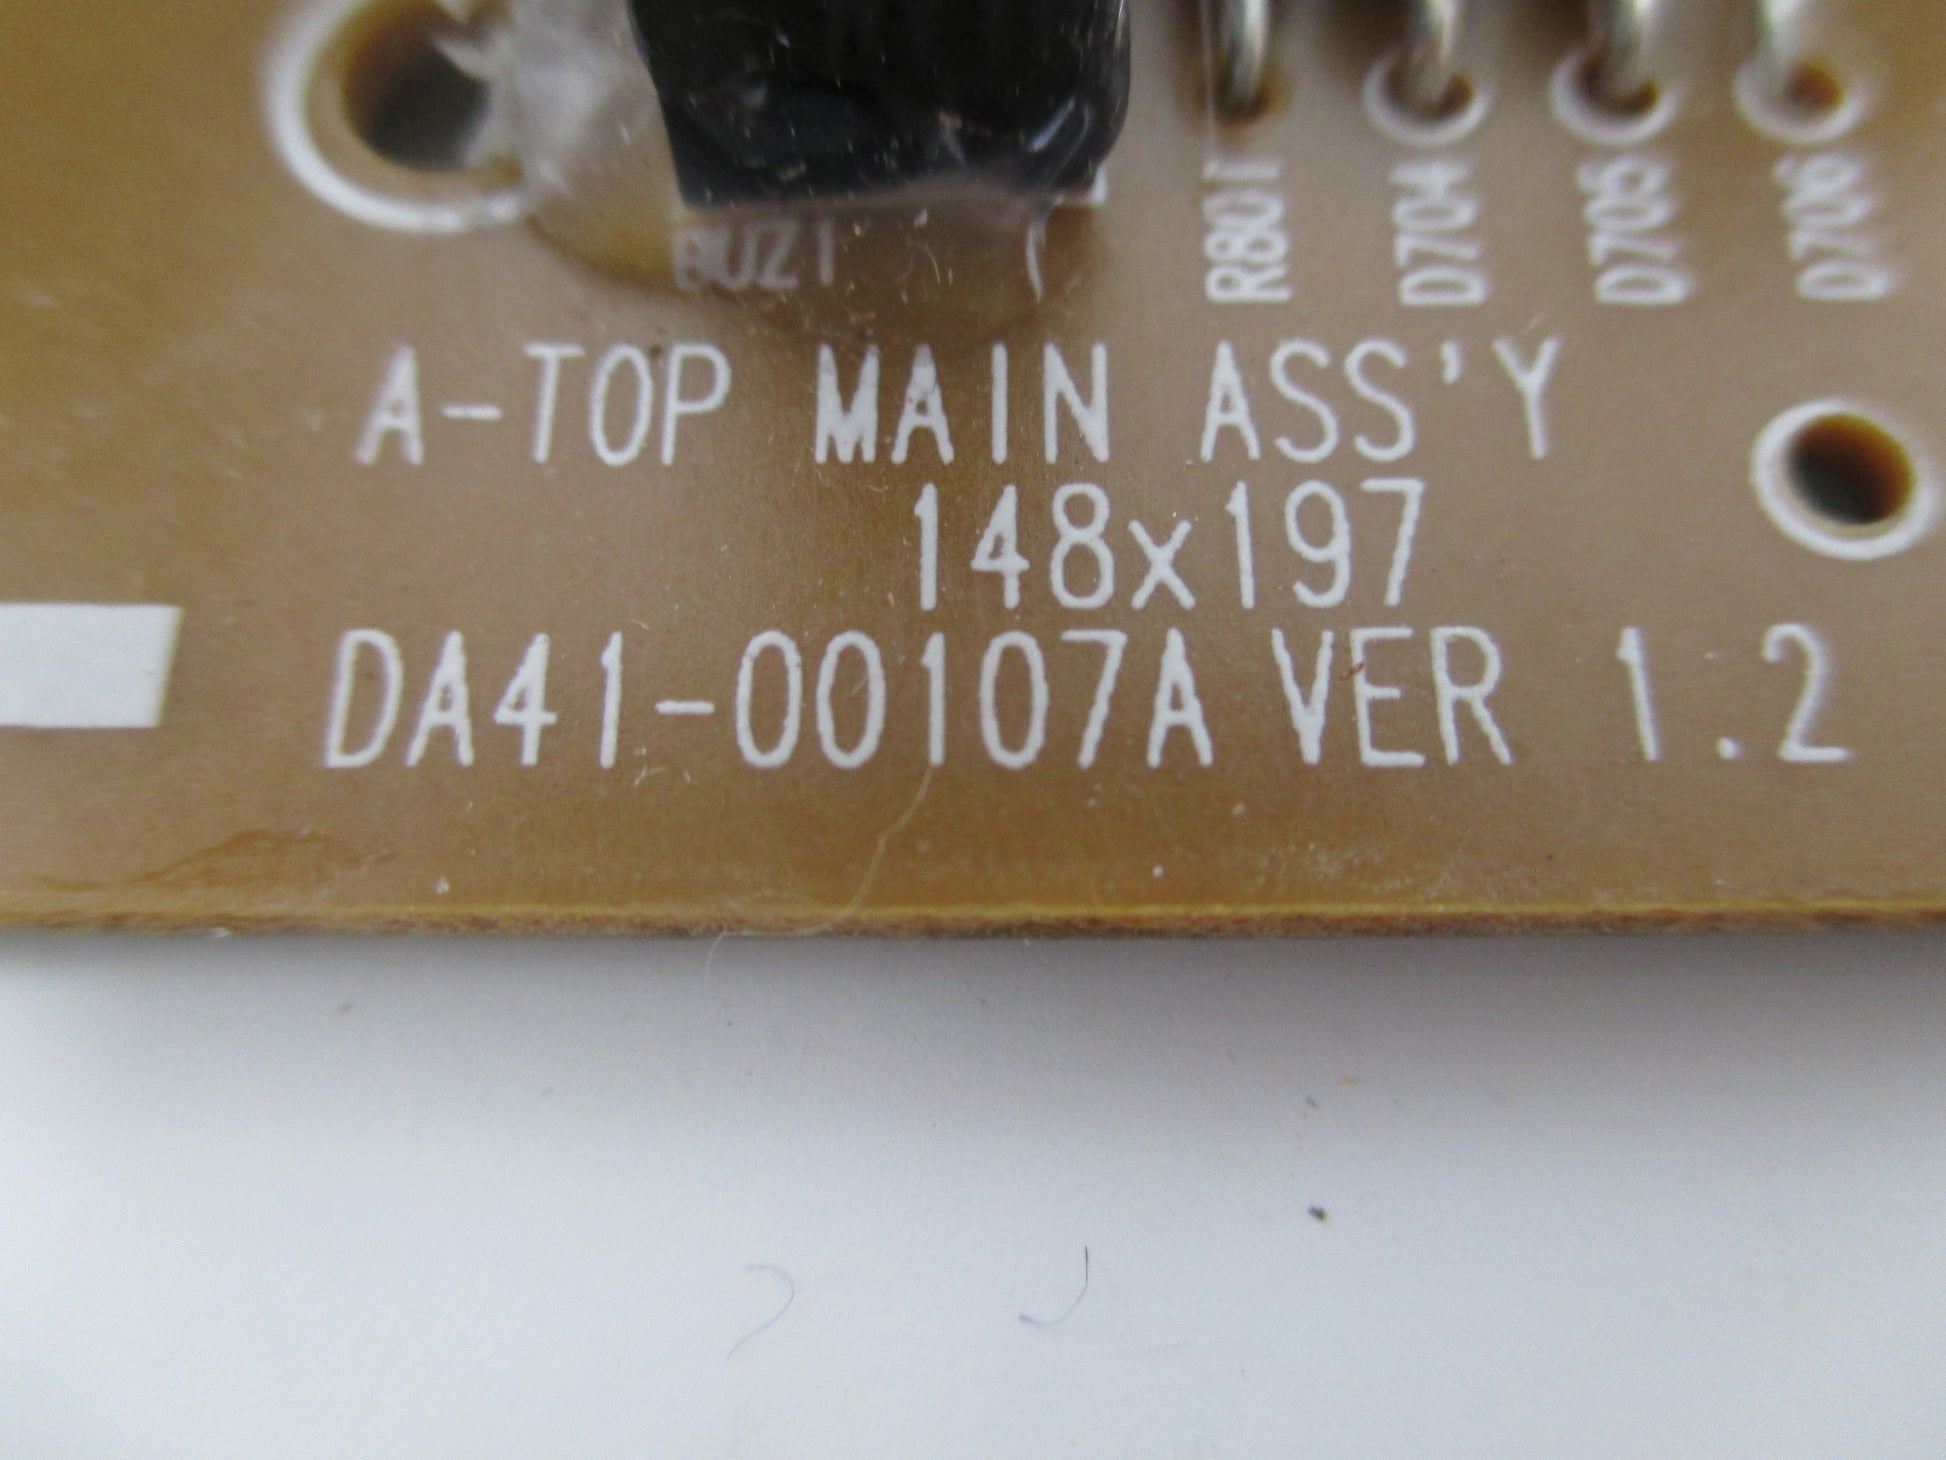 BUZ1
R801
D704
D705
D706
A-TOP MAIN ASS'Y
148x197
DA41-00107A VER 1.2